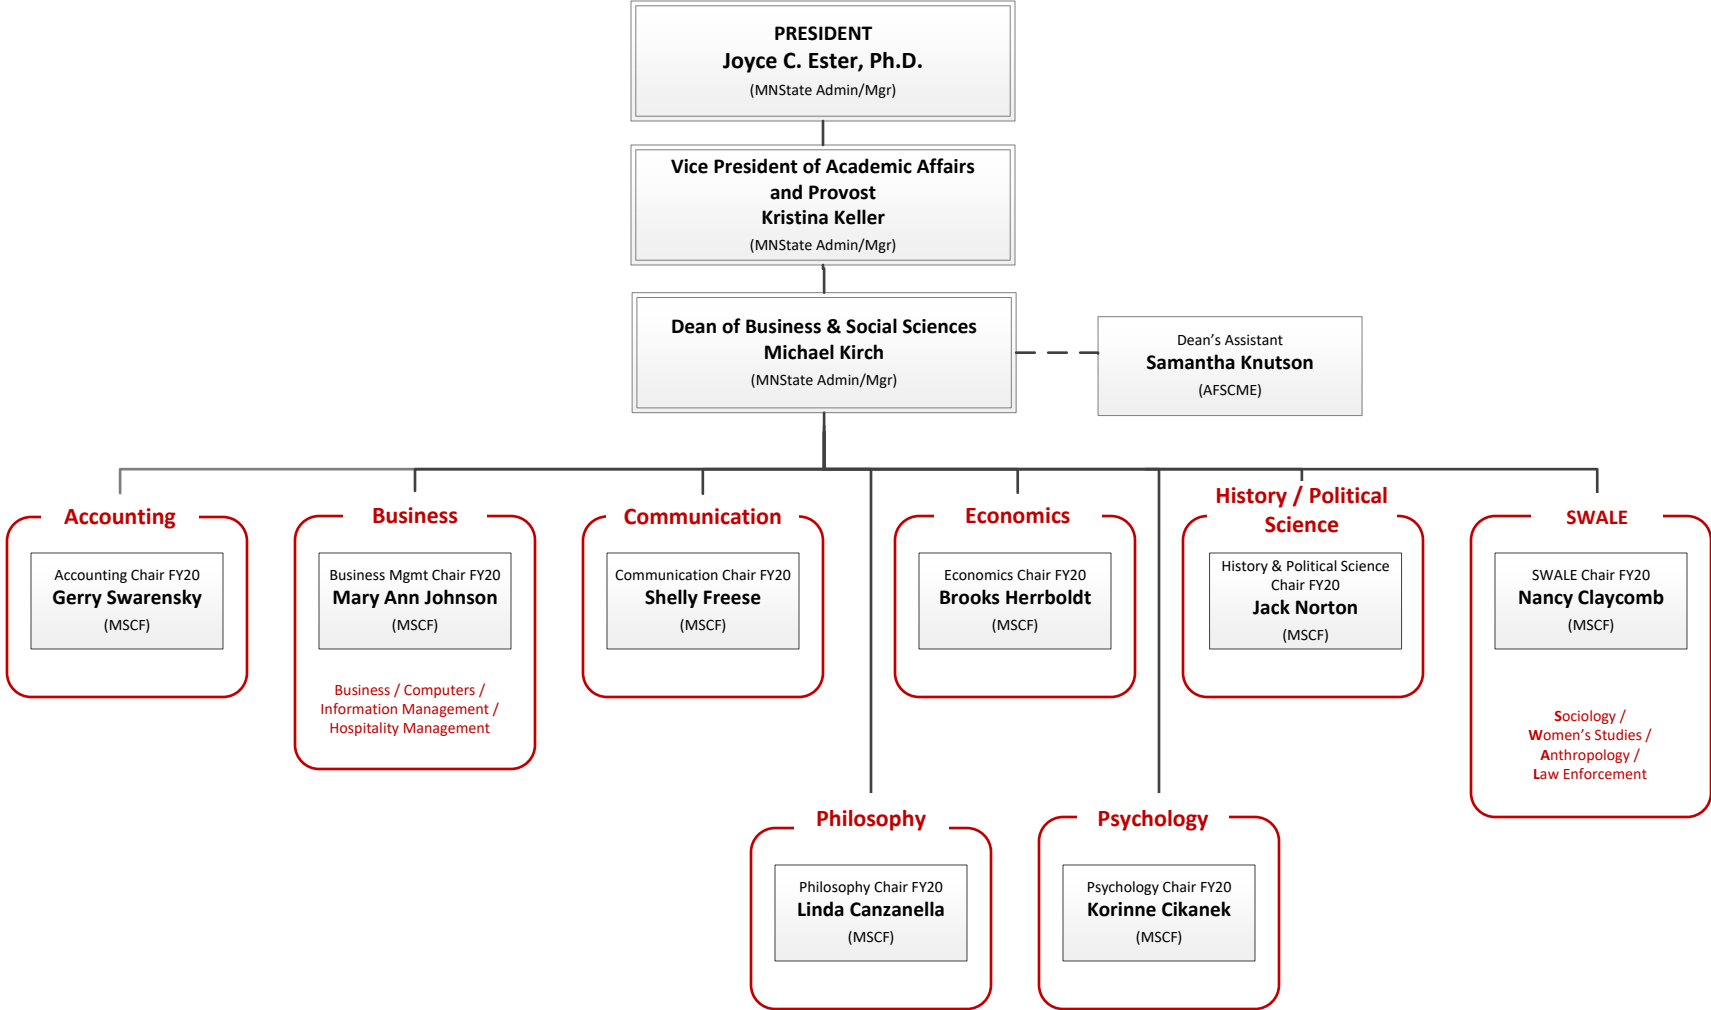 PRESIDENT
Joyce C. Ester, Ph.D.
(MNState Admin/Mgr)
Vice President of Academic Affairs
and Provost
Kristina Keller
(MNState Admin/Mgr)
Dean of Business & Social Sciences
Michael Kirch
(MNState Admin/Mgr)
Dean’s Assistant
Samantha Knutson
(AFSCME)
Accounting
Accounting Chair FY20
Gerry Swarensky
(MSCF)
Business
Business Mgmt Chair FY20
Mary Ann Johnson
(MSCF)
Business / Computers /
Information Management /
Hospitality Management
Communication
Communication Chair FY20
Shelly Freese
(MSCF)
Economics
Economics Chair FY20
Brooks Herrboldt
(MSCF)
History / Political
Science
History & Political Science
Chair FY20
Jack Norton
(MSCF)
SWALE
SWALE Chair FY20
Nancy Claycomb
(MSCF)
Sociology /
Women’s Studies /
Anthropology /
Law Enforcement
Philosophy
Philosophy Chair FY20
Linda Canzanella
(MSCF)
Psychology
Psychology Chair FY20
Korinne Cikanek
(MSCF)